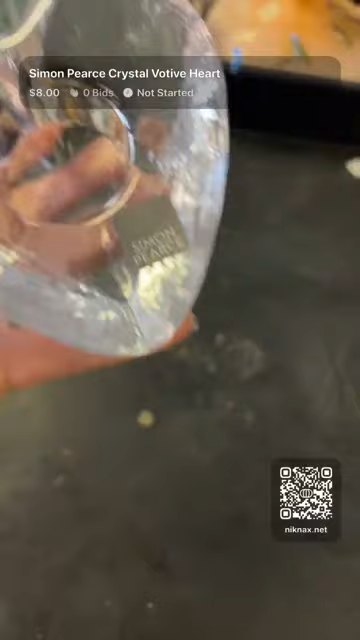 Simon Pearce Crystal Votive Heart
$8.00 0 Bids Not Started
SIMON
PEARCE
niknax.net